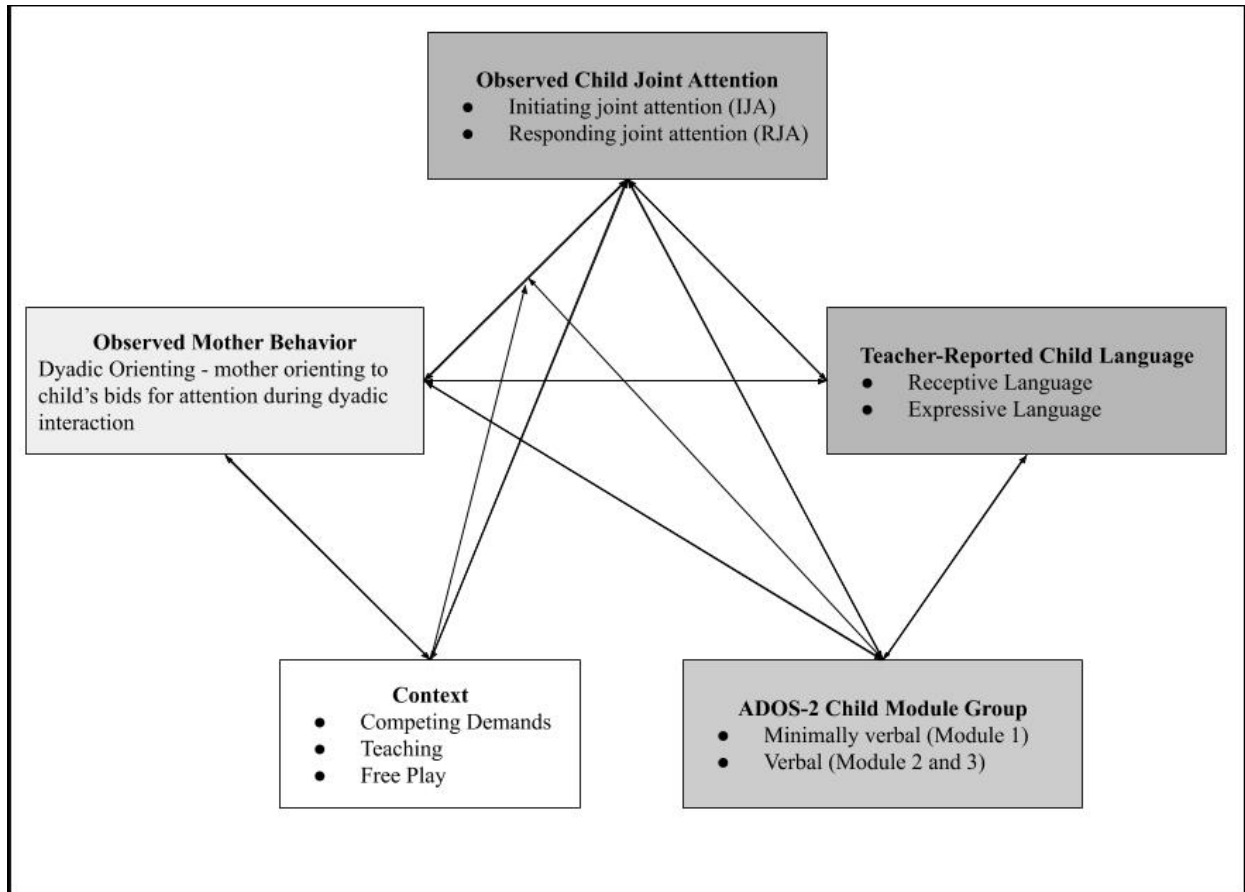 Observed Child Joint Attention
● Initiating joint attention (IJA)
● Responding joint attention (RJA)
Observed Mother Behavior
Dyadic Orienting - mother orienting to
child's bids for attention during dyadic
interaction
Teacher-Reported Child Language
● Receptive Language
● Expressive Language
Context
● Competing Demands
● Teaching
● Free Play
ADOS-2 Child Module Group
● Minimally verbal (Module 1)
● Verbal (Module 2 and 3)